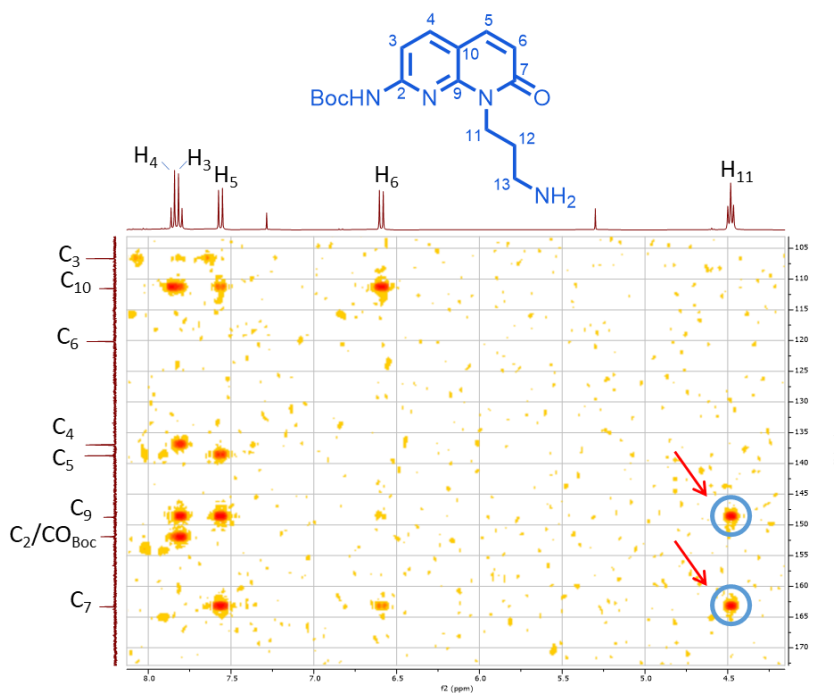 4 5
3 6
10
7
BocHN 2 N 9 N O
11 12
13
NH₂
H₄ H₃ H₅ H₆ H₁₁
C₃
C₁₀
C₆
C₄
C₅
C₉
C₂/CO_Boc
C₇
105
110
115
120
125
130
135
140
145
150
155
160
165
170
8.0 7.5 7.0 6.5 6.0 5.5 5.0 4.5
f2 (ppm)